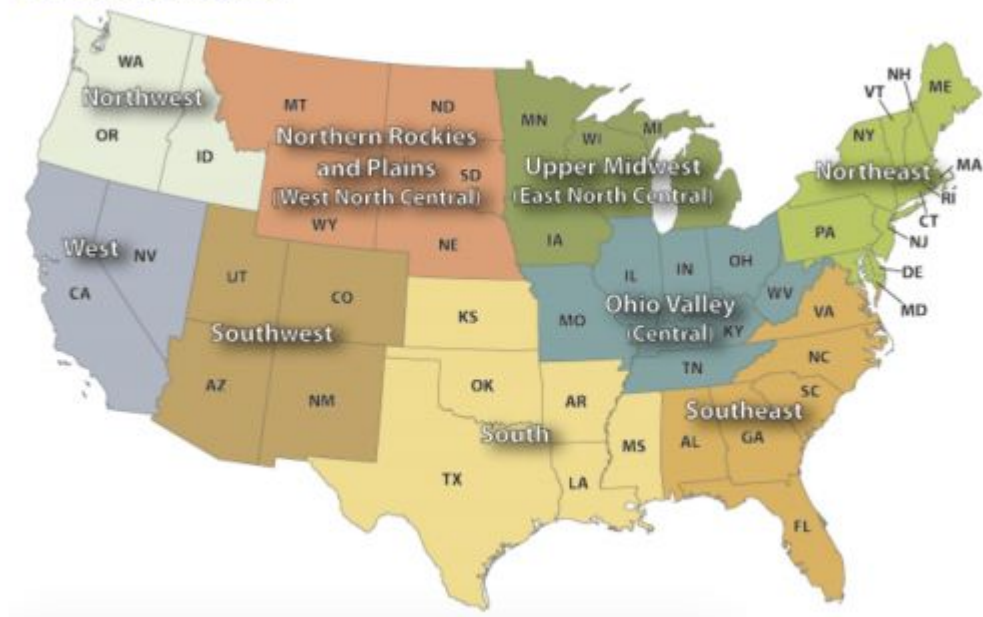 WA
Northwest
OR
ID
MT
ND
Northern Rockies
and Plains
(West North Central)
SD
WY
NE
MN
WI
MI
Upper Midwest
(East North Central)
IA
NH
VT
ME
NY
MA
Northeast
RI
CT
PA
NJ
DE
MD
West
NV
CA
UT
CO
Southwest
AZ
NM
KS
OK
AR
South
TX
LA
MS
IL
IN
OH
WV
Ohio Valley
(Central)
MO
KY
TN
VA
NC
SC
Southeast
AL
GA
FL